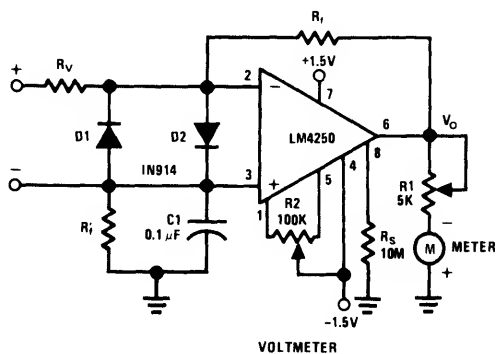 Rf
+1.5V
+
RV
2
−
7
D1
D2
LM4250
6
VO
8
IN914
−
3
+
5
4
1
R2
100K
R1
5K
−
R'f
C1
0.1 µF
RS
10M
M
METER
+
−1.5V
VOLTMETER